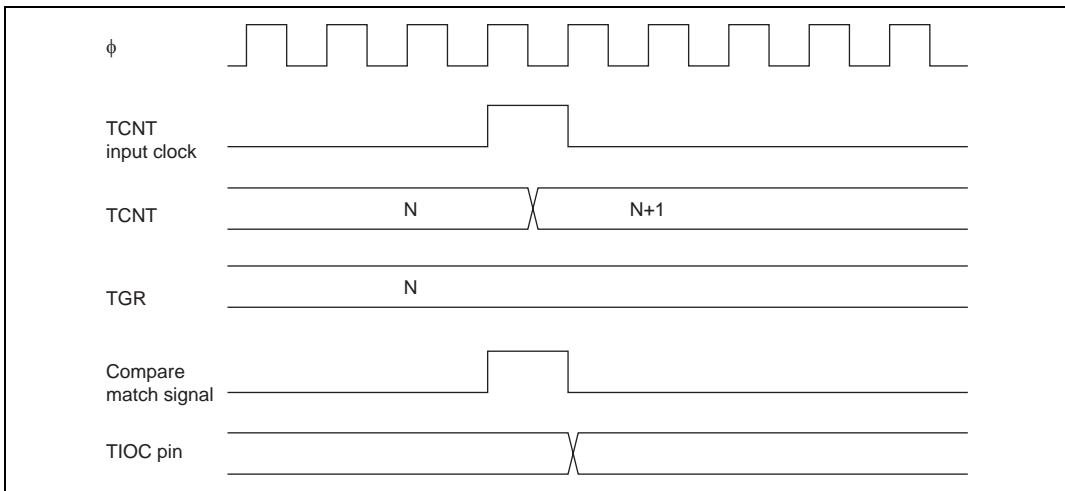 ϕ
TCNT
input clock
TCNT
N
N+1
TGR
N
Compare
match signal
TIOC pin